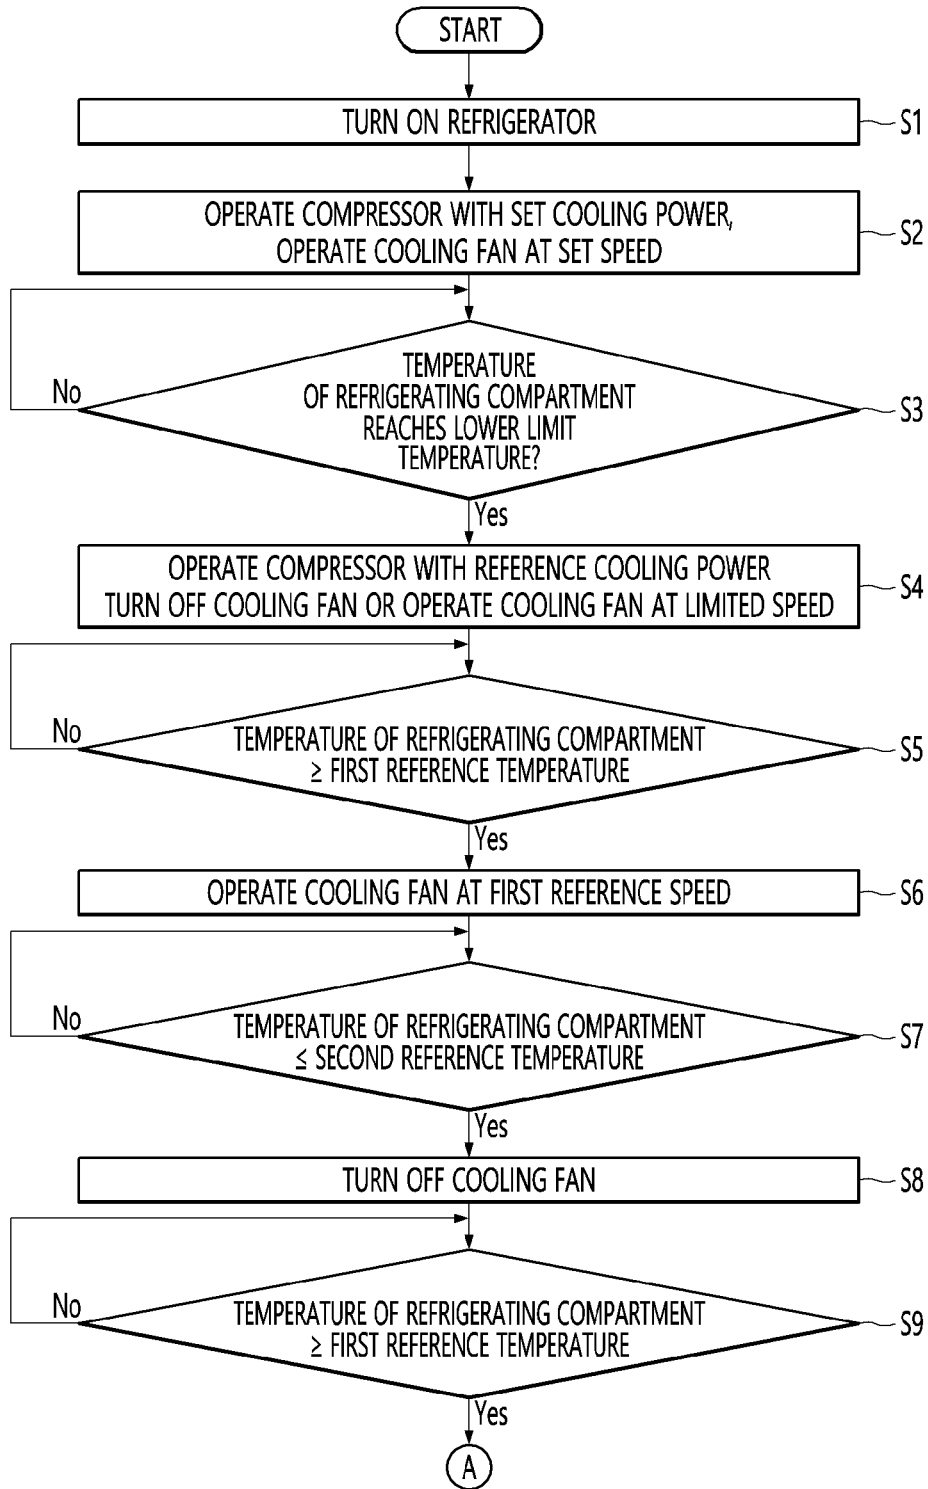 START
TURN ON REFRIGERATOR
S1
OPERATE COMPRESSOR WITH SET COOLING POWER,
OPERATE COOLING FAN AT SET SPEED
S2
TEMPERATURE
OF REFRIGERATING COMPARTMENT
REACHES LOWER LIMIT
TEMPERATURE?
No
S3
Yes
OPERATE COMPRESSOR WITH REFERENCE COOLING POWER
TURN OFF COOLING FAN OR OPERATE COOLING FAN AT LIMITED SPEED
S4
No
TEMPERATURE OF REFRIGERATING COMPARTMENT
≥ FIRST REFERENCE TEMPERATURE
S5
Yes
OPERATE COOLING FAN AT FIRST REFERENCE SPEED
S6
No
TEMPERATURE OF REFRIGERATING COMPARTMENT
≤ SECOND REFERENCE TEMPERATURE
S7
Yes
TURN OFF COOLING FAN
S8
No
TEMPERATURE OF REFRIGERATING COMPARTMENT
≥ FIRST REFERENCE TEMPERATURE
S9
Yes
A